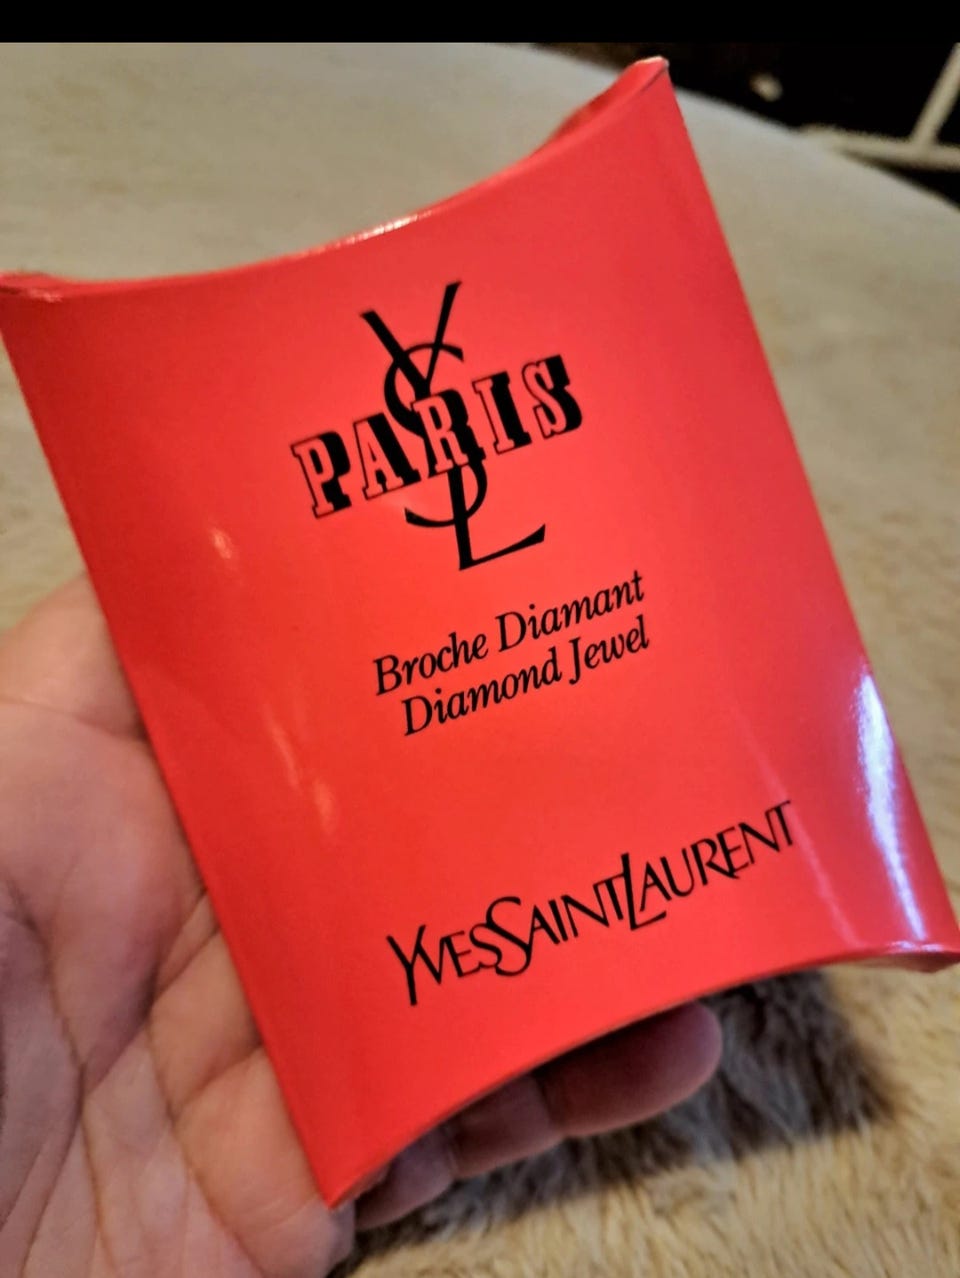 YSL
PARIS
Broche Diamant
Diamond Jewel
YVESSAINTLAURENT